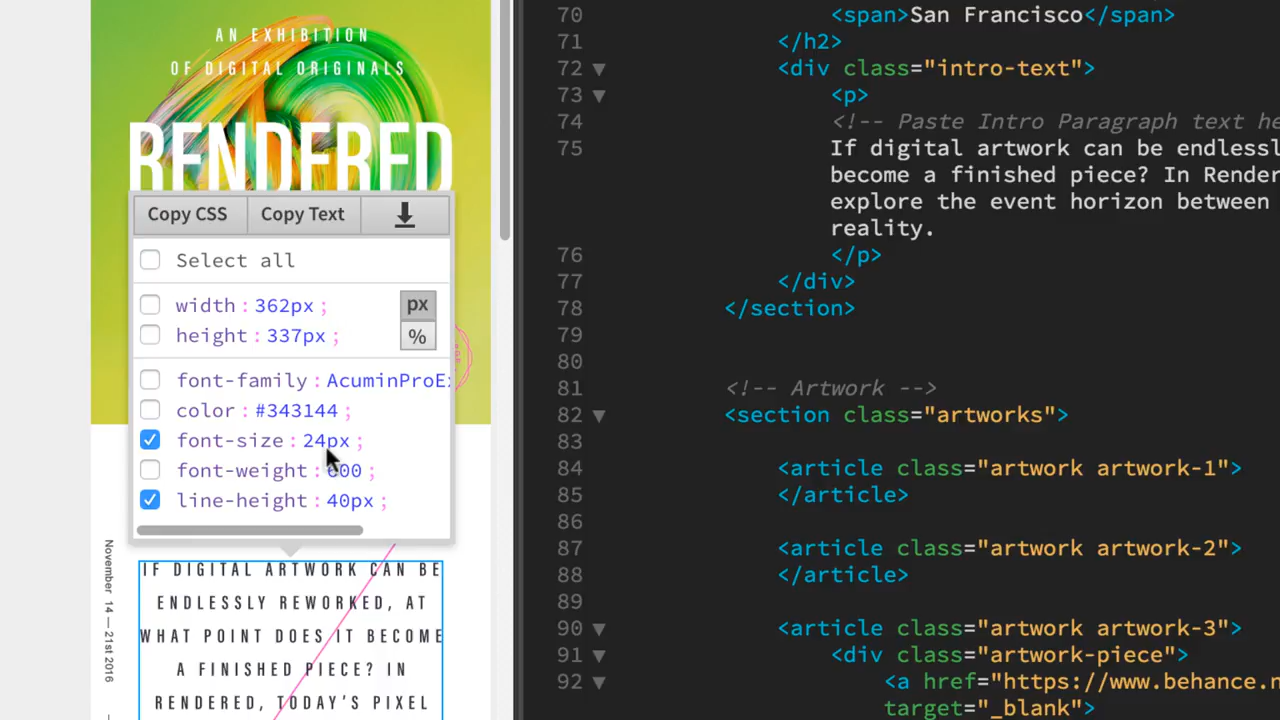 AN EXHIBITION
OF DIGITAL ORIGINALS
RENDERED
Copy CSS
Copy Text
Select all
width : 362px ;
px
height : 337px ;
%
font-family : AcuminProEx
color : #343144 ;
font-size : 24px ;
font-weight : 600 ;
line-height : 40px ;
November 14 — 21st 2016
IF DIGITAL ARTWORK CAN BE
ENDLESSLY REWORKED, AT
WHAT POINT DOES IT BECOME
A FINISHED PIECE? IN
RENDERED, TODAY'S PIXEL
70 <span>San Francisco</span>
71 </h2>
72 <div class="intro-text">
73 <p>
74 <!-- Paste Intro Paragraph text he
75 If digital artwork can be endlessl
become a finished piece? In Render
explore the event horizon between
reality.
76 </p>
77 </div>
78 </section>
79
80
81 <!-- Artwork -->
82 <section class="artworks">
83
84 <article class="artwork artwork-1">
85 </article>
86
87 <article class="artwork artwork-2">
88 </article>
89
90 <article class="artwork artwork-3">
91 <div class="artwork-piece">
92 <a href="https://www.behance.n
target="_blank">